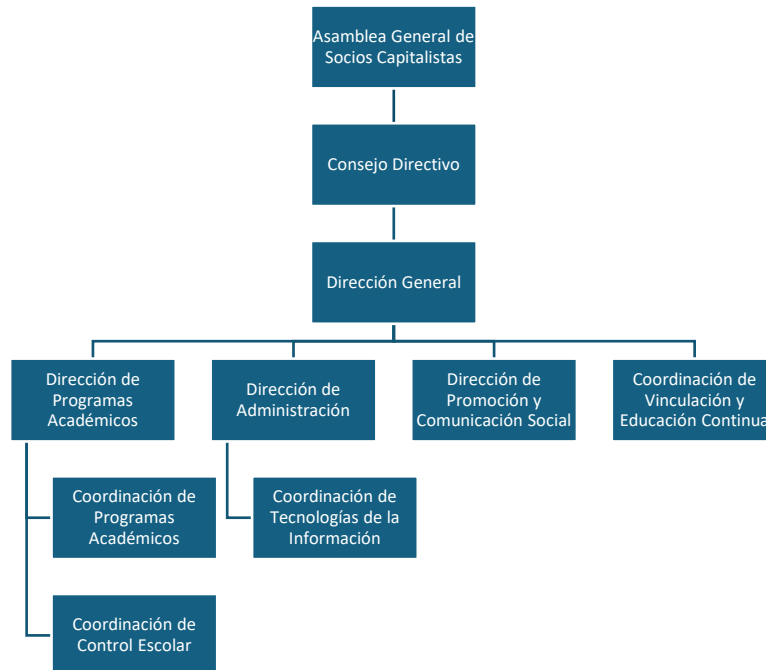 Asamblea General de
Socios Capitalistas
Consejo Directivo
Dirección General
Dirección de
Programas
Académicos
Dirección de
Administración
Dirección de
Promoción y
Comunicación Social
Coordinación de
Vinculación y
Educación Continua
Coordinación de
Programas
Académicos
Coordinación de
Tecnologías de la
Información
Coordinación de
Control Escolar